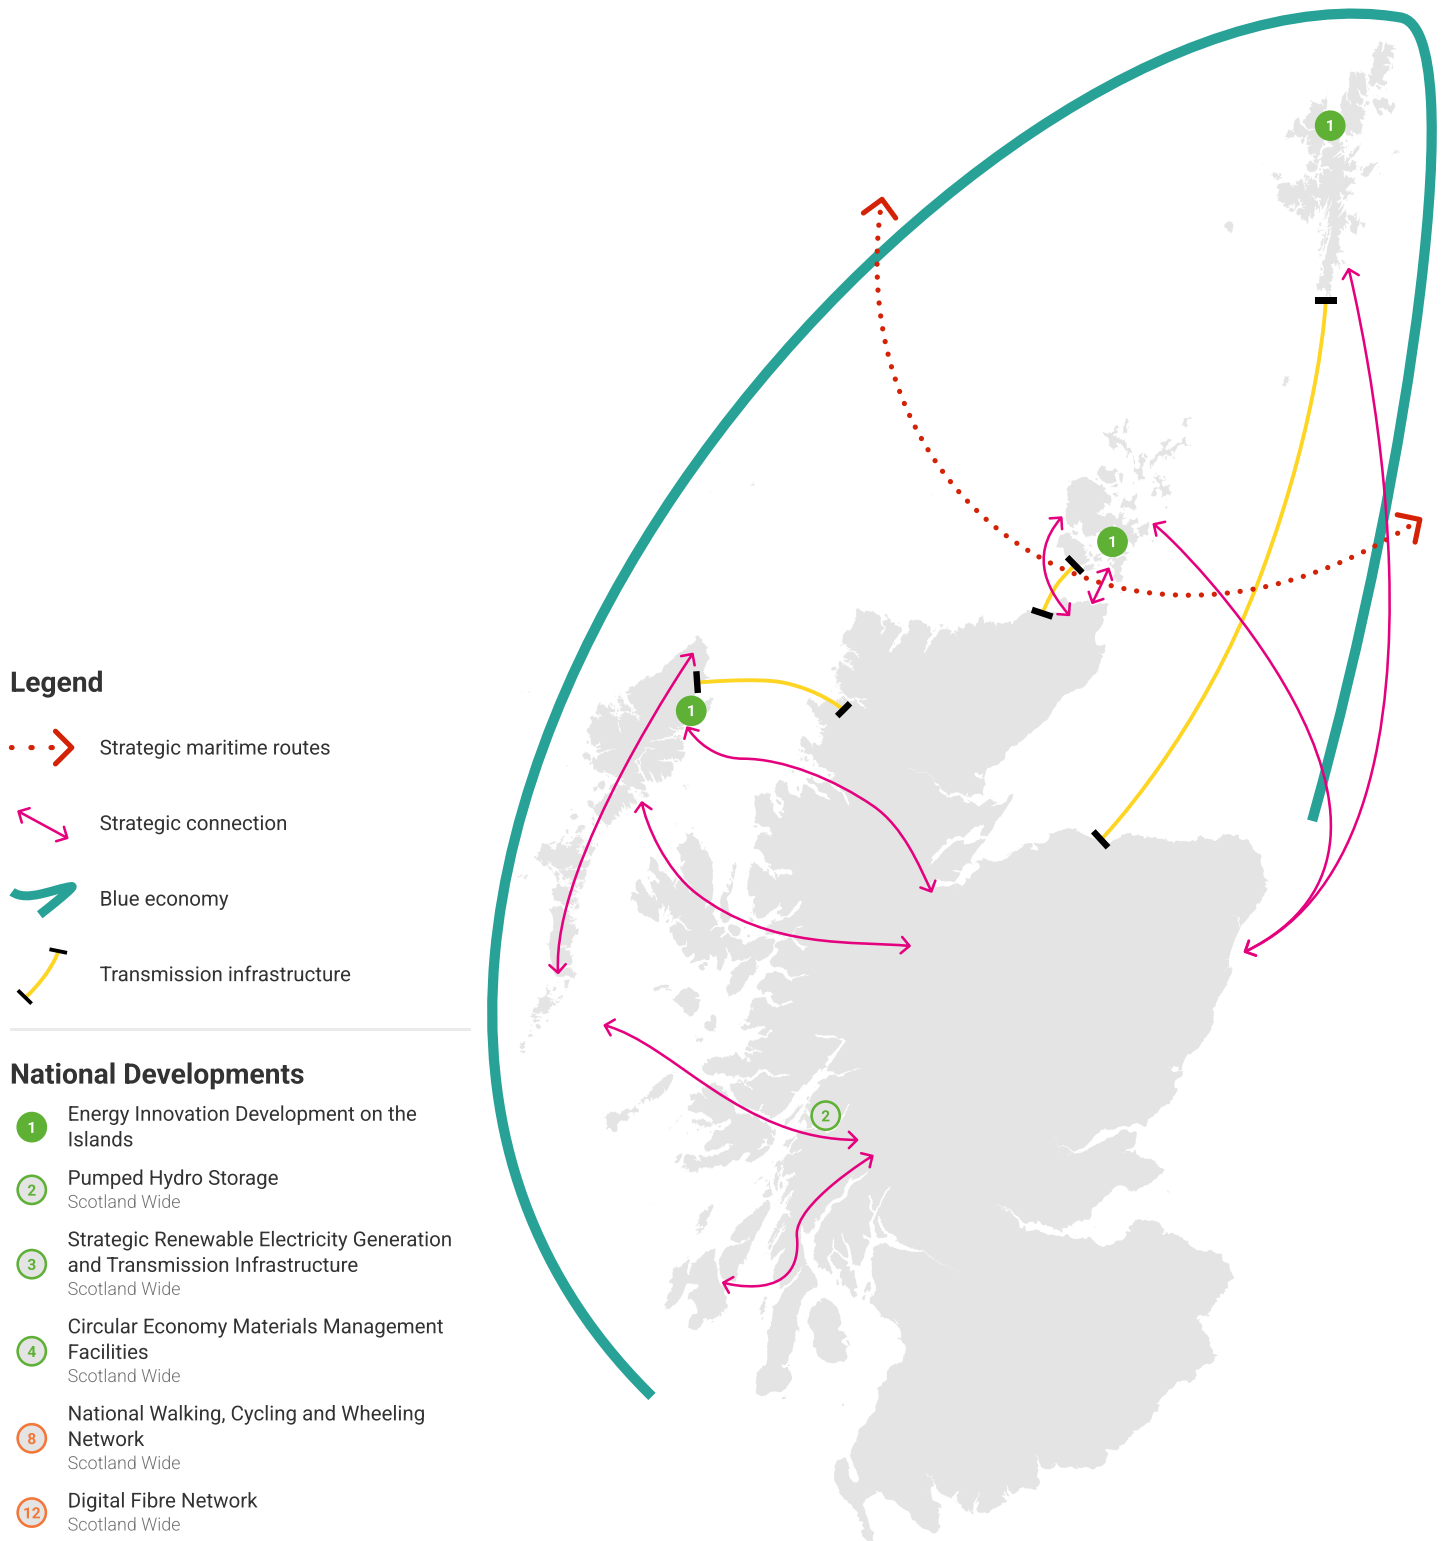 1
1
1
2
Legend
Strategic maritime routes
Strategic connection
Blue economy
Transmission infrastructure
National Developments
1 Energy Innovation Development on the
Islands
2 Pumped Hydro Storage
Scotland Wide
Strategic Renewable Electricity Generation
3 and Transmission Infrastructure
Scotland Wide
Circular Economy Materials Management
4 Facilities
Scotland Wide
National Walking, Cycling and Wheeling
8 Network
Scotland Wide
12 Digital Fibre Network
Scotland Wide